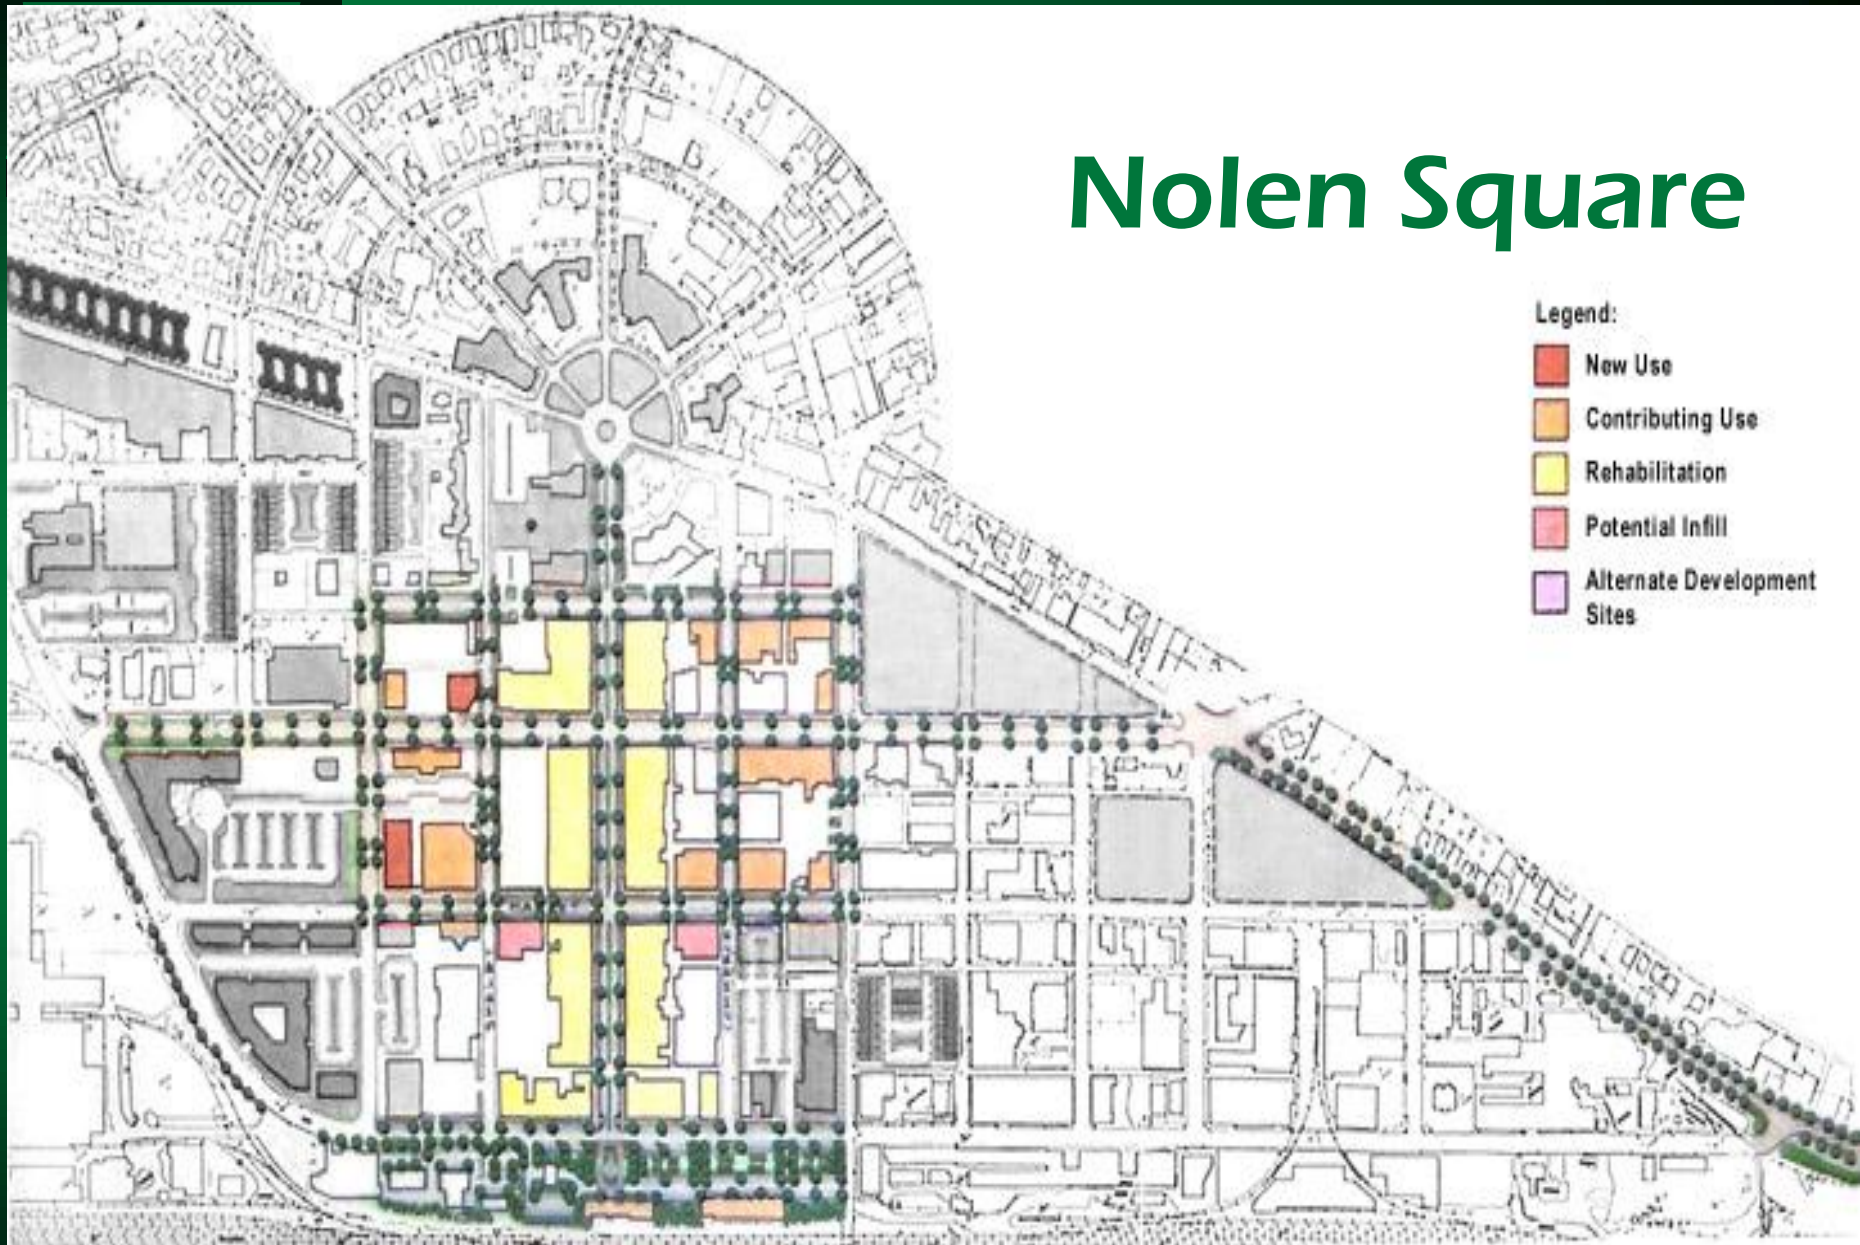 Nolen Square
Legend:
New Use
Contributing Use
Rehabilitation
Potential Infill
Alternate Development
Sites